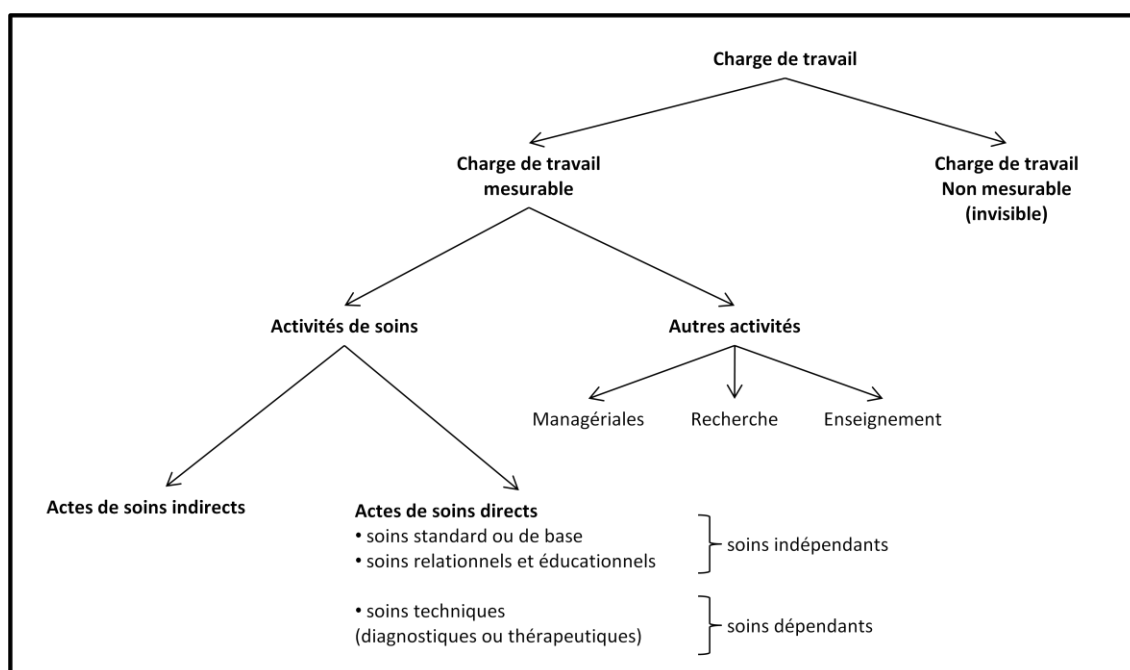 Charge de travail
Charge de travail
mesurable
Charge de travail
Non mesurable
(invisible)
Activités de soins
Autres activités
Managériales
Recherche
Enseignement
Actes de soins indirects
Actes de soins directs
• soins standard ou de base
• soins relationnels et éducationnels
soins indépendants
• soins techniques
(diagnostiques ou thérapeutiques)
soins dépendants